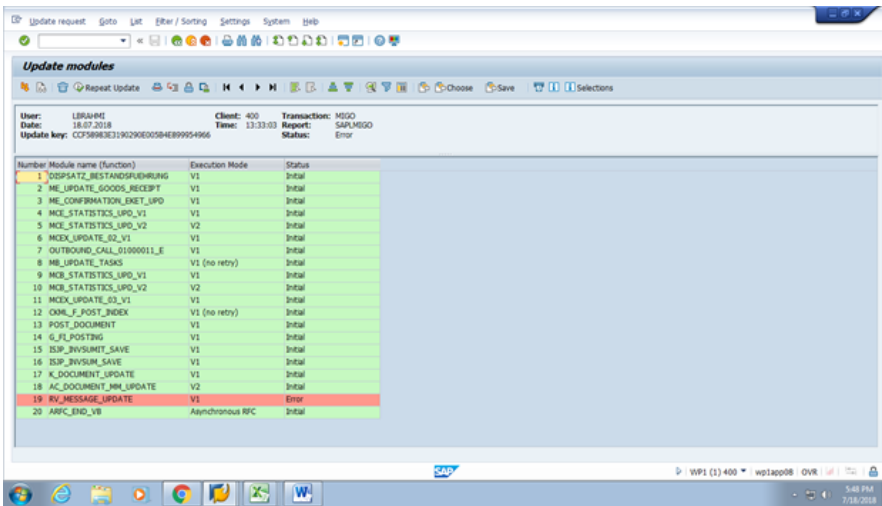 Update request Goto List Filter / Sorting Settings System Help
Update modules
Repeat Update Choose Save Selections
User: LBRAHMI Client: 400 Transaction: MIGO
Date: 18.07.2018 Time: 13:33:03 Report: SAPLMIGO
Update key: CCF58983E3190290E005B4EB99954966 Status: Error
Number Module name (function) Execution Mode Status
1 DISPSATZ_BESTANDSFUEHRUNG V1 Initial
2 ME_UPDATE_GOODS_RECEIPT V1 Initial
3 ME_CONFIRMATION_EKET_UPD V1 Initial
4 MCE_STATISTICS_UPD_V1 V1 Initial
5 MCE_STATISTICS_UPD_V2 V2 Initial
6 MCEX_UPDATE_02_V1 V1 Initial
7 OUTBOUND_CALL_01000011_E V1 Initial
8 MB_UPDATE_TASKS V1 (no retry) Initial
9 MCB_STATISTICS_UPD_V1 V1 Initial
10 MCB_STATISTICS_UPD_V2 V2 Initial
11 MCEX_UPDATE_03_V1 V1 Initial
12 CKML_F_POST_INDEX V1 (no retry) Initial
13 POST_DOCUMENT V1 Initial
14 G_FI_POSTING V1 Initial
15 ISJP_INVSUMIT_SAVE V1 Initial
16 ISJP_INVSUM_SAVE V1 Initial
17 K_DOCUMENT_UPDATE V1 Initial
18 AC_DOCUMENT_MM_UPDATE V2 Initial
19 RV_MESSAGE_UPDATE V1 Error
20 ARFC_END_VB Asynchronous RFC Initial
SAP WP1 (1) 400 wp1app08 OVR
5:48 PM
7/18/2018